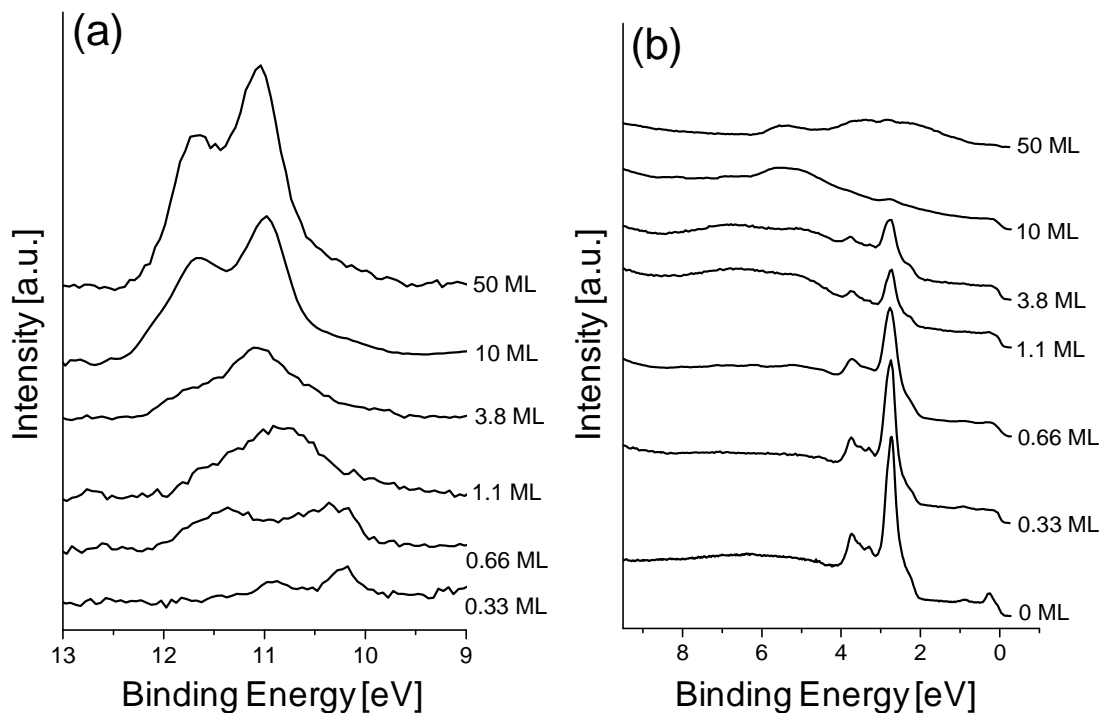 (a)
50 ML
10 ML
3.8 ML
1.1 ML
0.66 ML
0.33 ML
Intensity [a.u.]
13 12 11 10 9
Binding Energy [eV]
(b)
50 ML
10 ML
3.8 ML
1.1 ML
0.66 ML
0.33 ML
0 ML
Intensity [a.u.]
8 6 4 2 0
Binding Energy [eV]